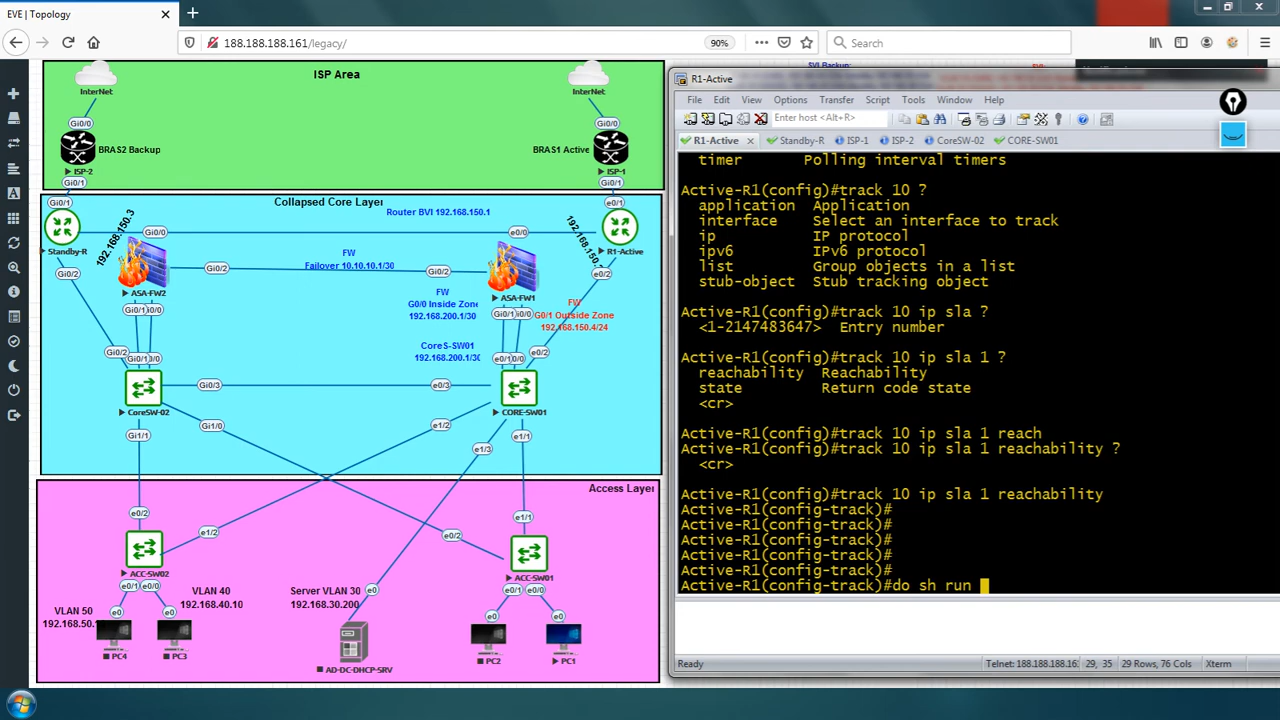 EVE | Topology
188.188.188.161/legacy/
90%
Search
ISP Area
InterNet
InterNet
Gi0/0
Gi0/0
BRAS2 Backup
BRAS1 Active
ISP-2
ISP-1
Gi0/1
Gi0/1
Gi0/1
Collapsed Core Layer
e0/1
Router BVI 192.168.150.1
192.168.150.3
Gi0/0
e0/0
Standby-R
R1-Active
FW
Failover 10.10.10.1/30
Gi0/2
Gi0/2
Gi0/2
e0/2
ASA-FW2
ASA-FW1
FW
G0/0 Inside Zone
192.168.200.1/30
FW
G0/1 Outside Zone
192.168.150.4/24
CoreS-SW01
192.168.200.1/30
Gi0/2
e0/2
Gi0/3
e0/3
CoreSW-02
CORE-SW01
Gi1/0
e1/2
Gi1/1
e1/1
e1/3
Access Layer
e0/2
e1/1
e1/2
e0/2
ACC-SW02
ACC-SW01
e0/1
e0/0
e0/1
e0/0
VLAN 40
192.168.40.10
Server VLAN 30
192.168.30.200
VLAN 50
e0
e0
e0
e0
e0
PC4
PC3
AD-DC-DHCP-SRV
PC2
PC1
SVI Backup:
R1-Active
File Edit View Options Transfer Script Tools Window Help
Enter host <Alt+R>
R1-Active
Standby-R
ISP-1
ISP-2
CoreSW-02
CORE-SW01
timer Polling interval timers
Active-R1(config)#track 10 ?
application Application
interface Select an interface to track
ip IP protocol
ipv6 IPv6 protocol
list Group objects in a list
stub-object Stub tracking object
Active-R1(config)#track 10 ip sla ?
<1-2147483647> Entry number
Active-R1(config)#track 10 ip sla 1 ?
reachability Reachability
state Return code state
<cr>
Active-R1(config)#track 10 ip sla 1 reach
Active-R1(config)#track 10 ip sla 1 reachability ?
<cr>
Active-R1(config)#track 10 ip sla 1 reachability
Active-R1(config-track)#
Active-R1(config-track)#
Active-R1(config-track)#
Active-R1(config-track)#
Active-R1(config-track)#
Active-R1(config-track)#do sh run
Ready
Telnet: 188.188.188.16
29, 35
29 Rows, 76 Cols
Xterm